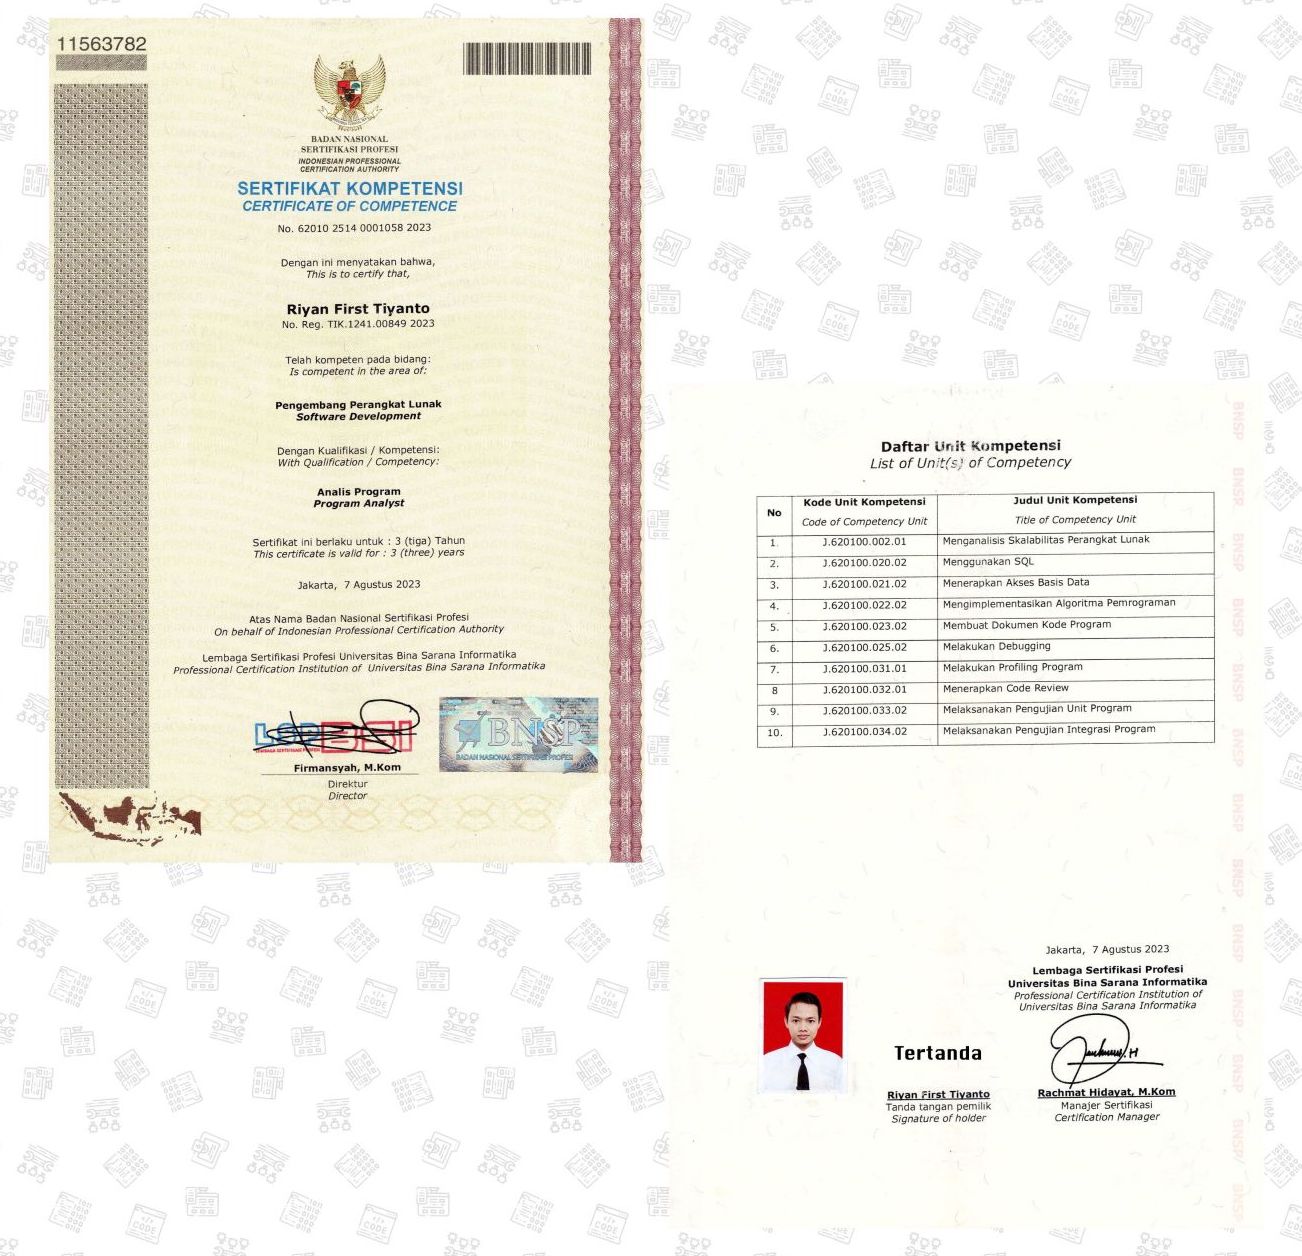 11563782
BADAN NASIONAL
SERTIFIKASI PROFESI
INDONESIAN PROFESSIONAL
CERTIFICATION AUTHORITY
SERTIFIKAT KOMPETENSI
CERTIFICATE OF COMPETENCE
No. 62010 2514 0001058 2023
Dengan ini menyatakan bahwa,
This is to certify that,
Riyan First Tiyanto
No. Reg. TIK.1241.00849 2023
Telah kompeten pada bidang:
Is competent in the area of:
Pengembang Perangkat Lunak
Software Development
Dengan Kualifikasi / Kompetensi:
With Qualification / Competency:
Analis Program
Program Analyst
Sertifikat ini berlaku untuk : 3 (tiga) Tahun
This certificate is valid for : 3 (three) years
Jakarta, 7 Agustus 2023
Atas Nama Badan Nasional Sertifikasi Profesi
On behalf of Indonesian Professional Certification Authority
Lembaga Sertifikasi Profesi Universitas Bina Sarana Informatika
Professional Certification Institution of Universitas Bina Sarana Informatika
LSP BSI
LEMBAGA SERTIFIKASI PROFESI
BNSP
BADAN NASIONAL SERTIFIKASI PROFESI
Firmansyah, M.Kom
Direktur
Director
Daftar Unit Kompetensi
List of Unit(s) of Competency
No Kode Unit Kompetensi Judul Unit Kompetensi
Code of Competency Unit Title of Competency Unit
1. J.620100.002.01 Menganalisis Skalabilitas Perangkat Lunak
2. J.620100.020.02 Menggunakan SQL
3. J.620100.021.02 Menerapkan Akses Basis Data
4. J.620100.022.02 Mengimplementasikan Algoritma Pemrograman
5. J.620100.023.02 Membuat Dokumen Kode Program
6. J.620100.025.02 Melakukan Debugging
7. J.620100.031.01 Melakukan Profiling Program
8 J.620100.032.01 Menerapkan Code Review
9. J.620100.033.02 Melaksanakan Pengujian Unit Program
10. J.620100.034.02 Melaksanakan Pengujian Integrasi Program
Jakarta, 7 Agustus 2023
Lembaga Sertifikasi Profesi
Universitas Bina Sarana Informatika
Professional Certification Institution of
Universitas Bina Sarana Informatika
Tertanda
Riyan First Tiyanto
Tanda tangan pemilik
Signature of holder
Rachmat Hidayat, M.Kom
Manajer Sertifikasi
Certification Manager
BNSP BNSP BNSP BNSP BNSP BNSP BNSP BNSP BNSP BNSP BNSP BNSP BNSP